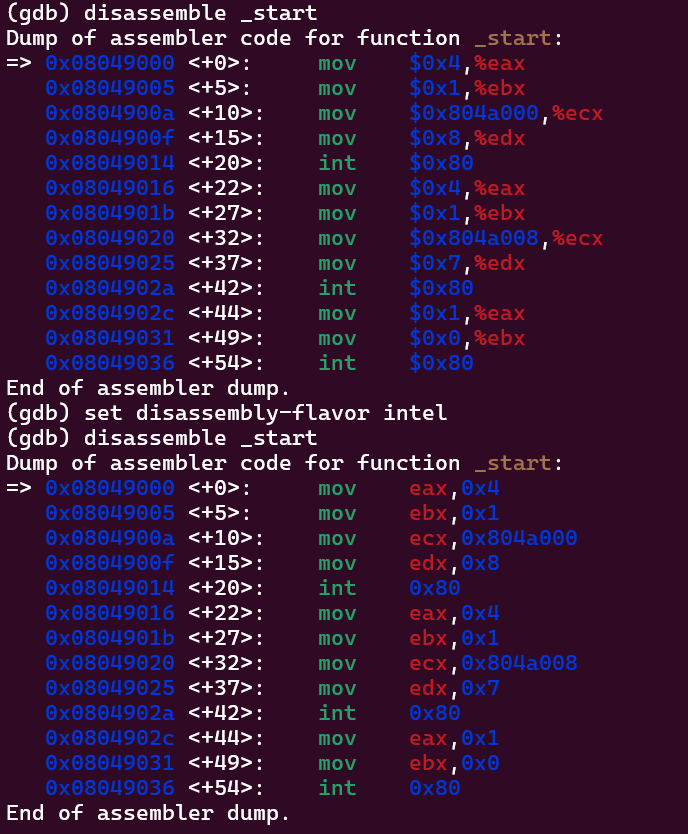 (gdb) disassemble _start
Dump of assembler code for function _start:
=> 0x08049000 <+0>:     mov    $0x4,%eax
   0x08049005 <+5>:     mov    $0x1,%ebx
   0x0804900a <+10>:    mov    $0x804a000,%ecx
   0x0804900f <+15>:    mov    $0x8,%edx
   0x08049014 <+20>:    int    $0x80
   0x08049016 <+22>:    mov    $0x4,%eax
   0x0804901b <+27>:    mov    $0x1,%ebx
   0x08049020 <+32>:    mov    $0x804a008,%ecx
   0x08049025 <+37>:    mov    $0x7,%edx
   0x0804902a <+42>:    int    $0x80
   0x0804902c <+44>:    mov    $0x1,%eax
   0x08049031 <+49>:    mov    $0x0,%ebx
   0x08049036 <+54>:    int    $0x80
End of assembler dump.
(gdb) set disassembly-flavor intel
(gdb) disassemble _start
Dump of assembler code for function _start:
=> 0x08049000 <+0>:     mov    eax,0x4
   0x08049005 <+5>:     mov    ebx,0x1
   0x0804900a <+10>:    mov    ecx,0x804a000
   0x0804900f <+15>:    mov    edx,0x8
   0x08049014 <+20>:    int    0x80
   0x08049016 <+22>:    mov    eax,0x4
   0x0804901b <+27>:    mov    ebx,0x1
   0x08049020 <+32>:    mov    ecx,0x804a008
   0x08049025 <+37>:    mov    edx,0x7
   0x0804902a <+42>:    int    0x80
   0x0804902c <+44>:    mov    eax,0x1
   0x08049031 <+49>:    mov    ebx,0x0
   0x08049036 <+54>:    int    0x80
End of assembler dump.